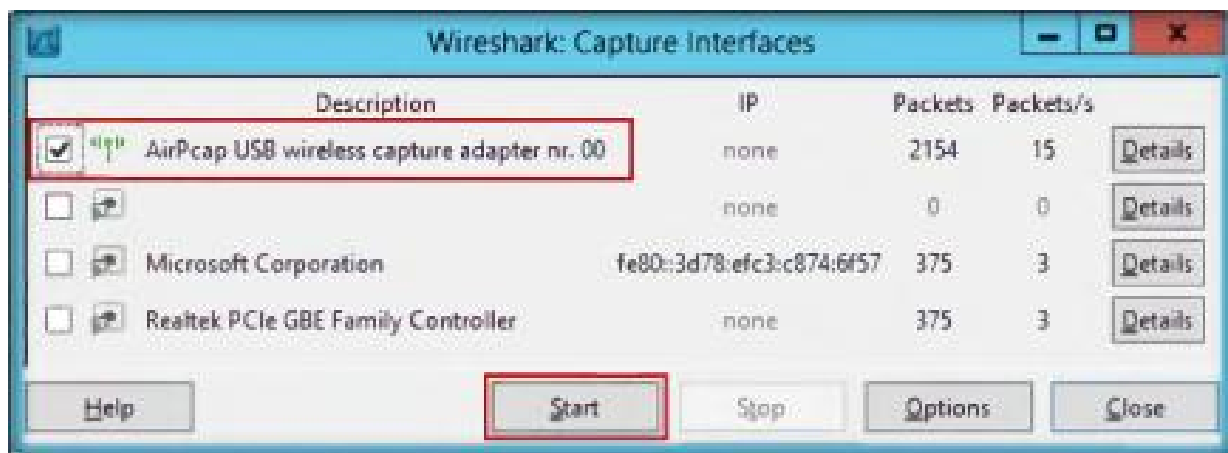 Wireshark: Capture Interfaces
Description IP Packets Packets/s
AirPcap USB wireless capture adapter nr. 00 none 2154 15 Details
none 0 0 Details
Microsoft Corporation fe80::3d78:efc3:c874:6f57 375 3 Details
Realtek PCIe GBE Family Controller none 375 3 Details
Help Start Stop Options Close